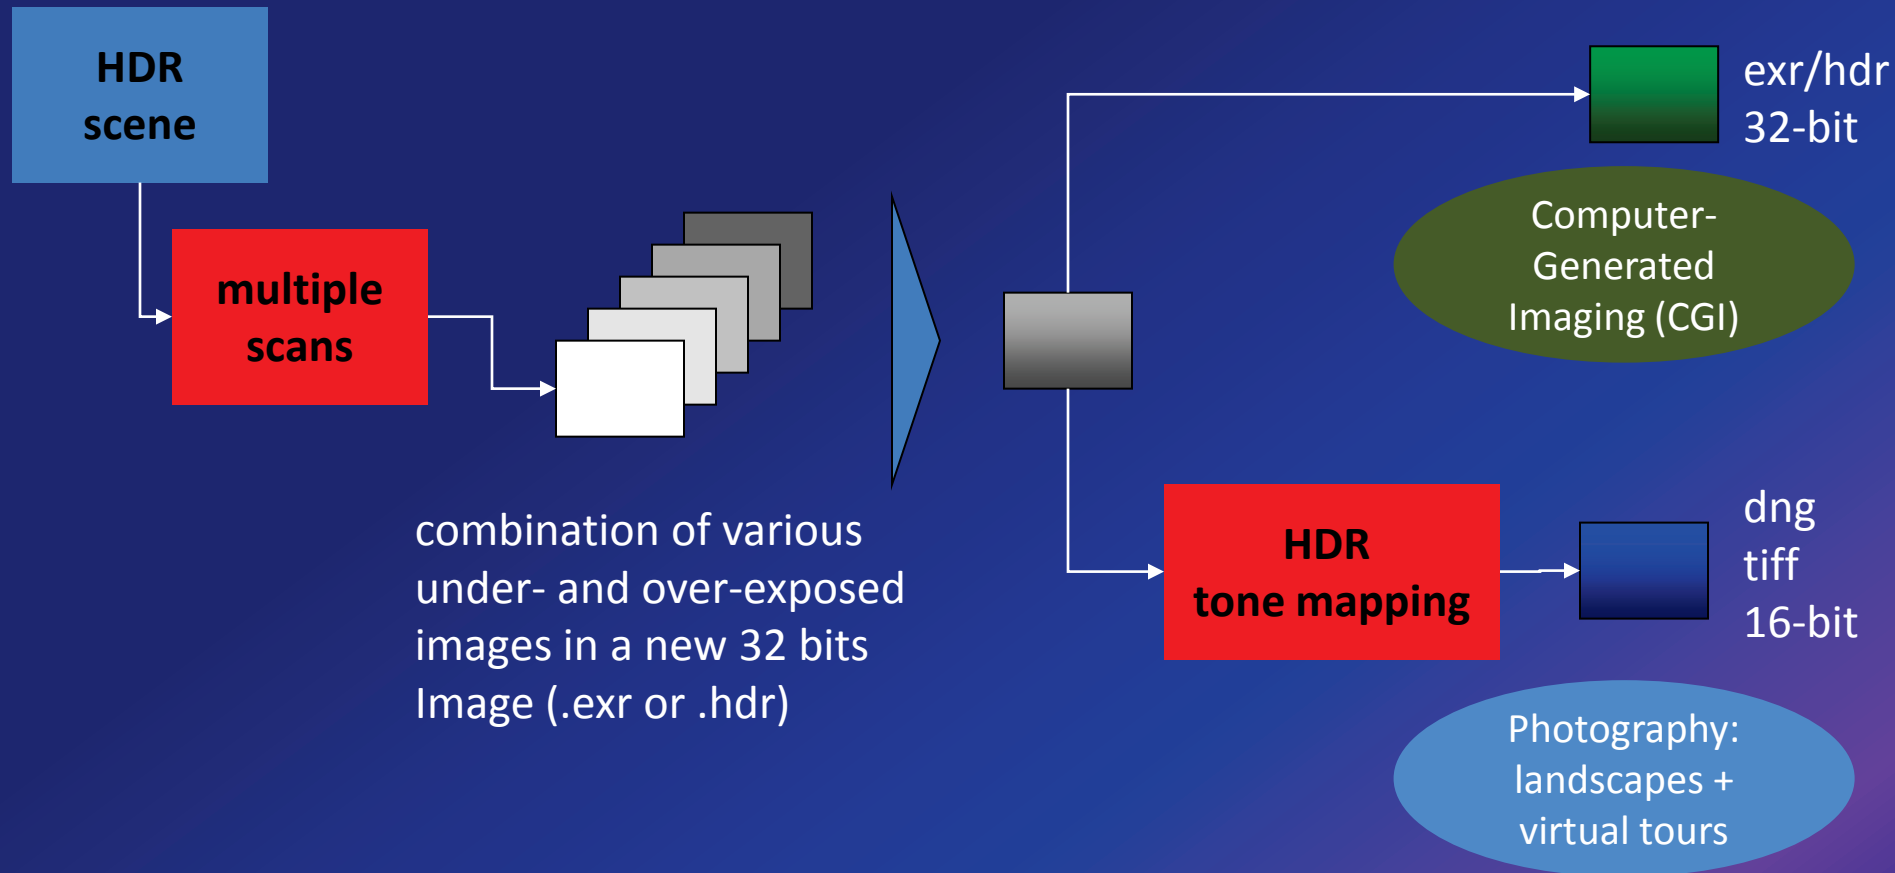 HDR
scene
multiple
scans
combination of various
under- and over-exposed
images in a new 32 bits
Image (.exr or .hdr)
exr/hdr
32-bit
Computer-
Generated
Imaging (CGI)
HDR
tone mapping
dng
tiff
16-bit
Photography:
landscapes +
virtual tours